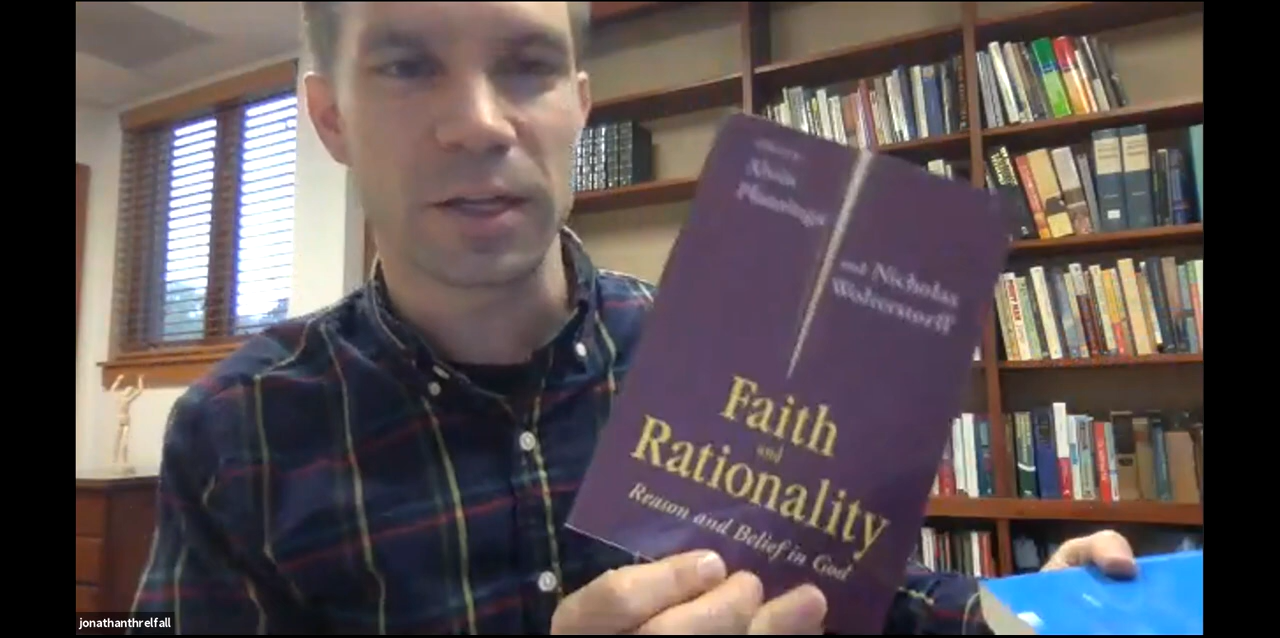 Alvin
Plantinga
and Nicholas
Wolterstorff
Faith
and
Rationality
Reason and Belief in God
jonathanthrelfall